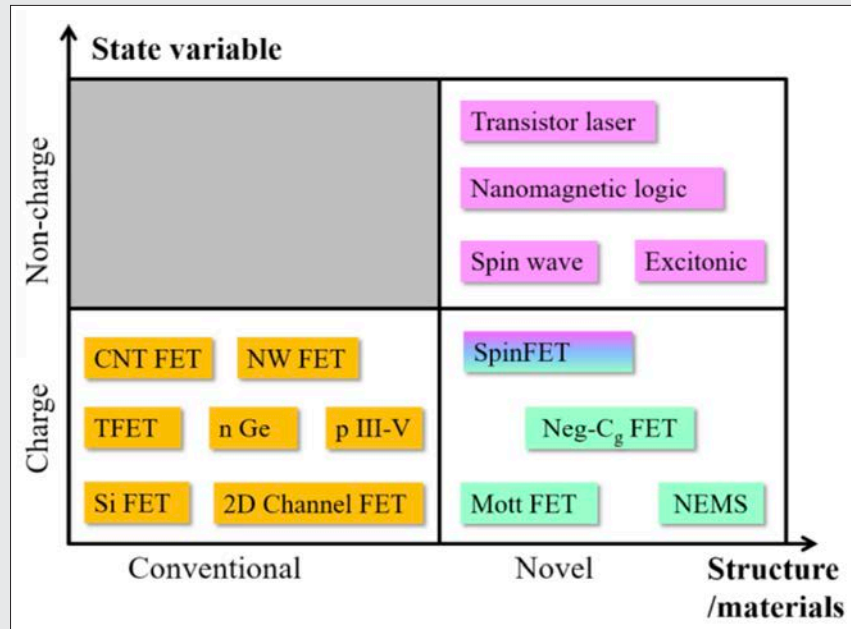 State variable
Non-charge
Transistor laser
Nanomagnetic logic
Spin wave
Excitonic
Charge
CNT FET
NW FET
SpinFET
TFET
n Ge
p III-V
Neg-Cg FET
Si FET
2D Channel FET
Mott FET
NEMS
Conventional
Novel
Structure
/materials